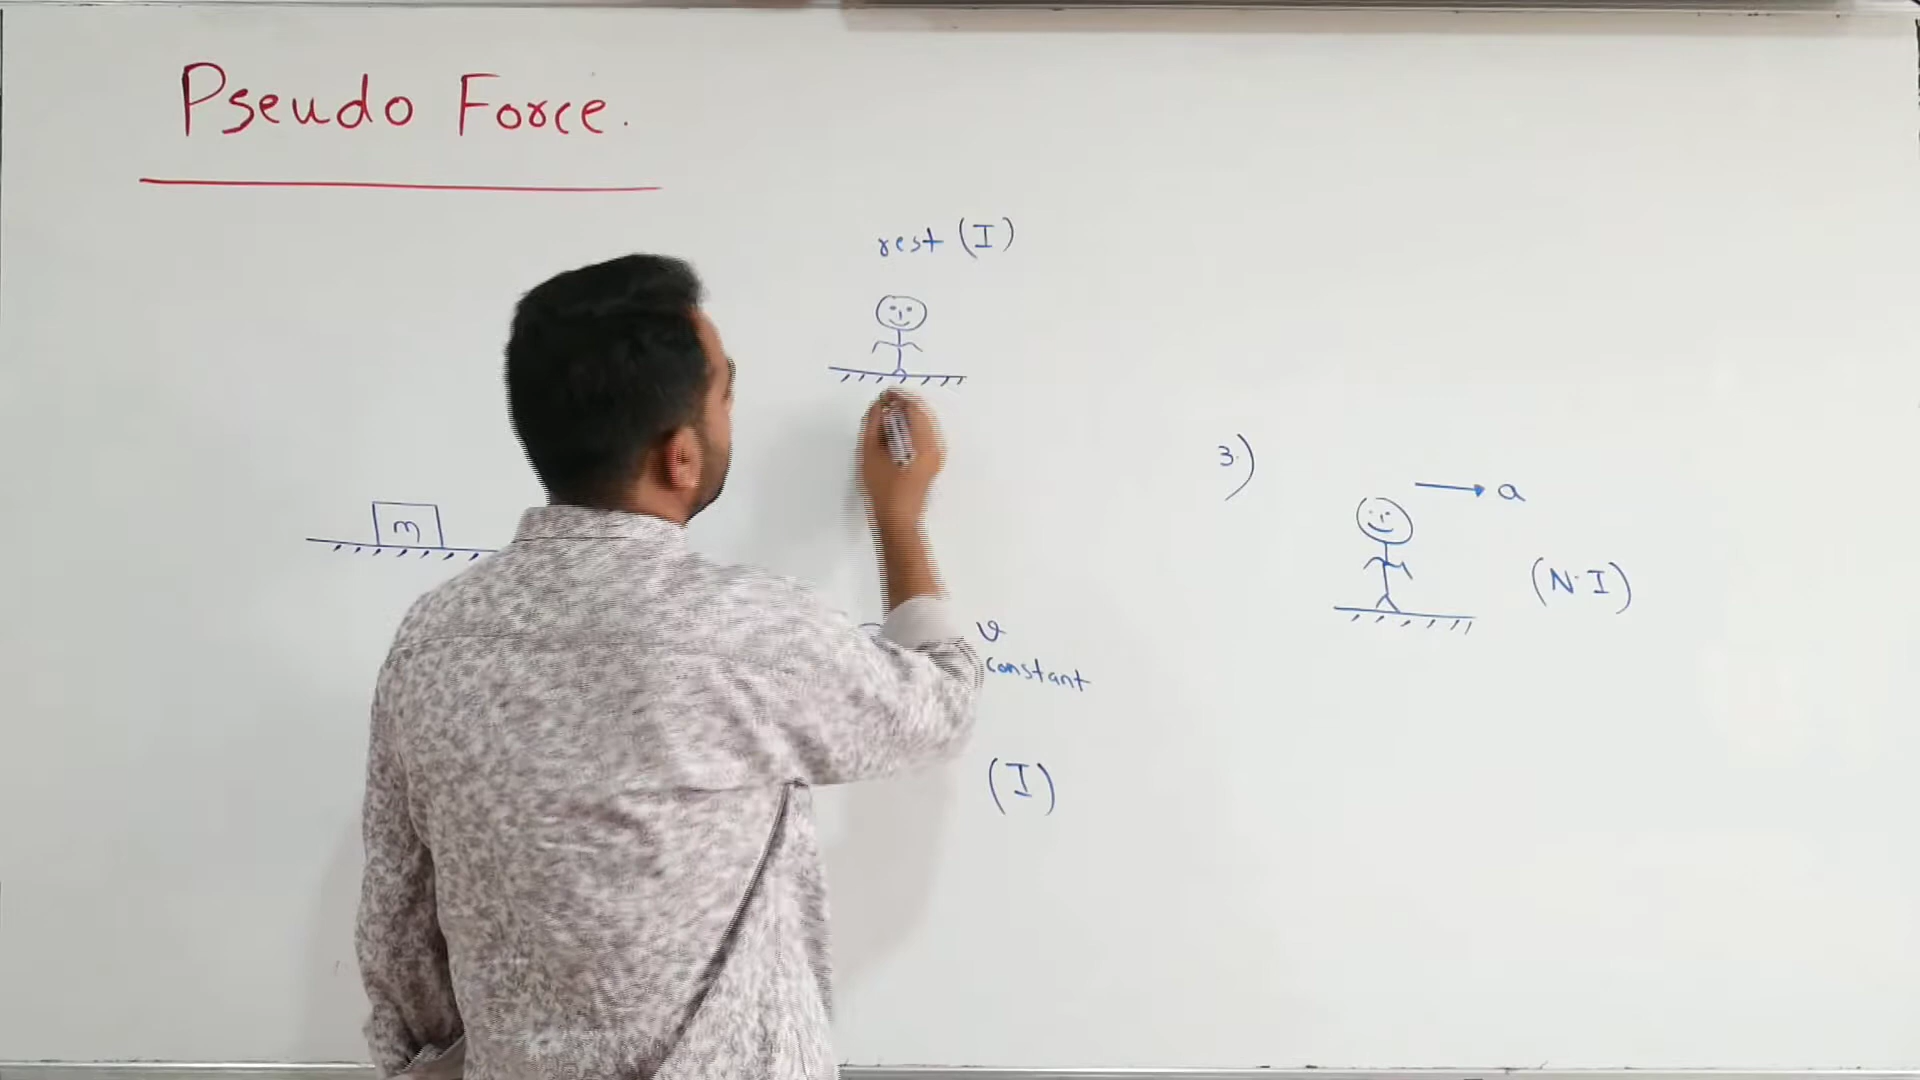 Pseudo Force.
rest (I)
m
v
constant
(I)
3)
a
(N.I)